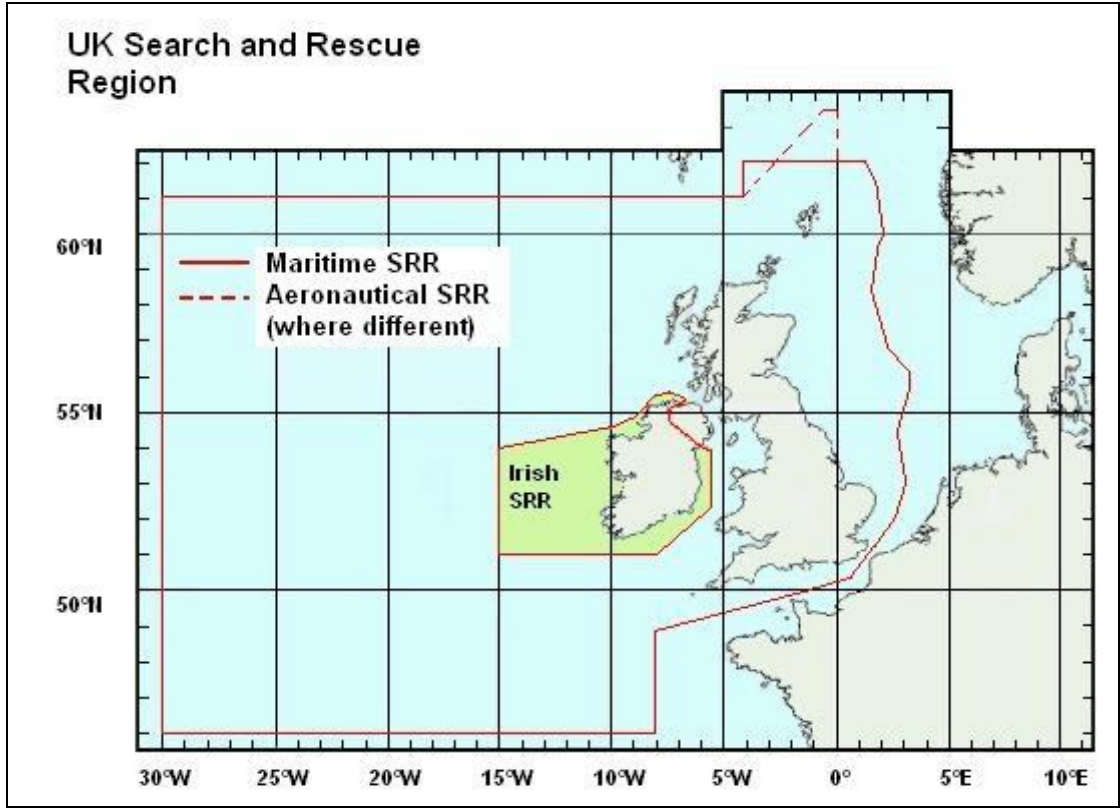 UK Search and Rescue
Region
60°N
Maritime SRR
Aeronautical SRR
(where different)
55°N
Irish
SRR
50°N
30°W 25°W 20°W 15°W 10°W 5°W 0° 5°E 10°E